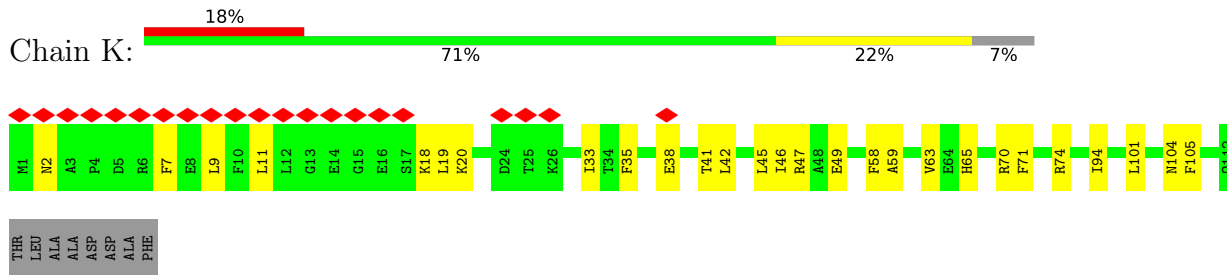 18%
Chain K:
71% 22% 7%
M1 N2 A3 P4 D5 R6 F7 E8 L9 F10 L11 L12 G13 E14 G15 E16 S17 K18 L19 K20 D24 T25 K26 I33 T34 F35 E38 T41 L42 L45 I46 R47 A48 E49 F58 A59 V63 E64 H65 R70 F71 R74 I94 L101 N104 F105
THR LEU ALA ALA ASP ASP ALA PHE